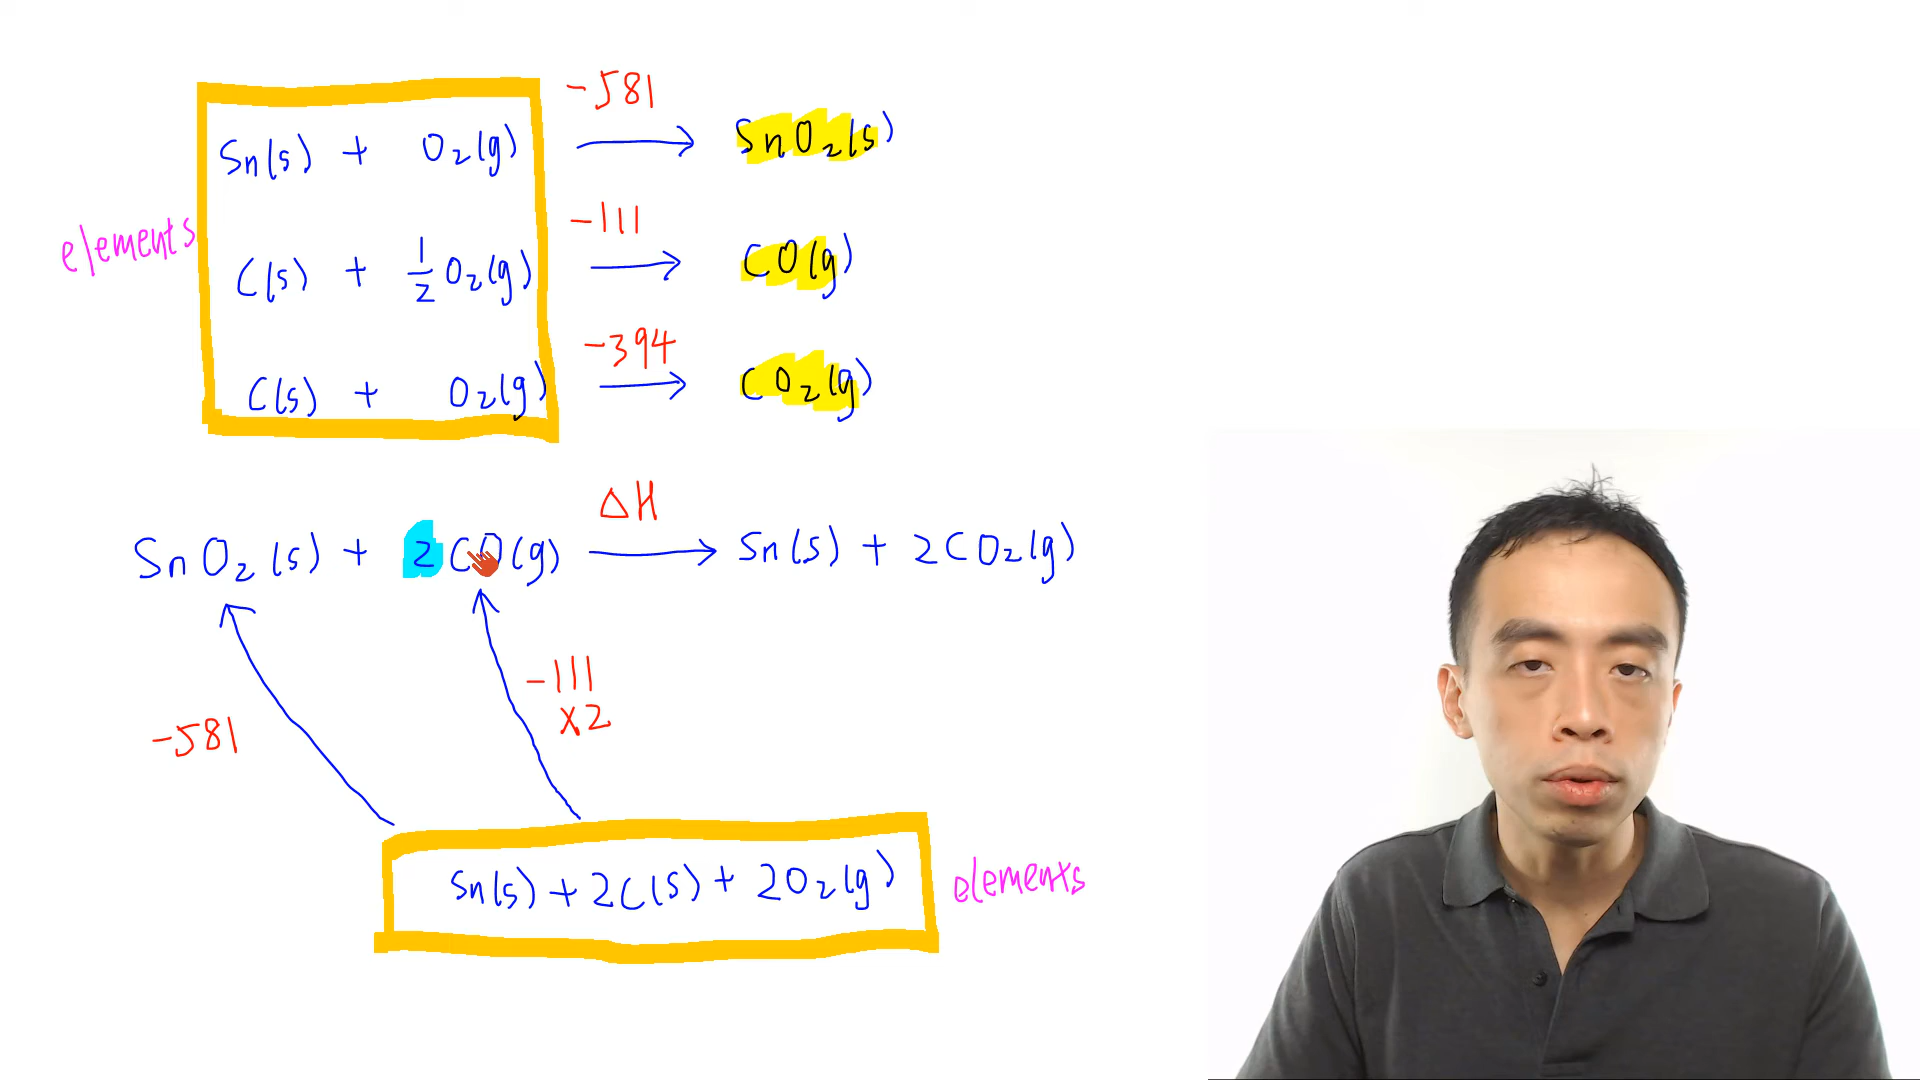 -581
Sn(s) + O₂(g) → SnO₂(s)
elements
-111
C(s) + 1/2 O₂(g) → CO(g)
-394
C(s) + O₂(g) → CO₂(g)
ΔH
SnO₂(s) + 2CO(g) → Sn(s) + 2CO₂(g)
-581
-111
x2
Sn(s) + 2C(s) + 2O₂(g)
elements